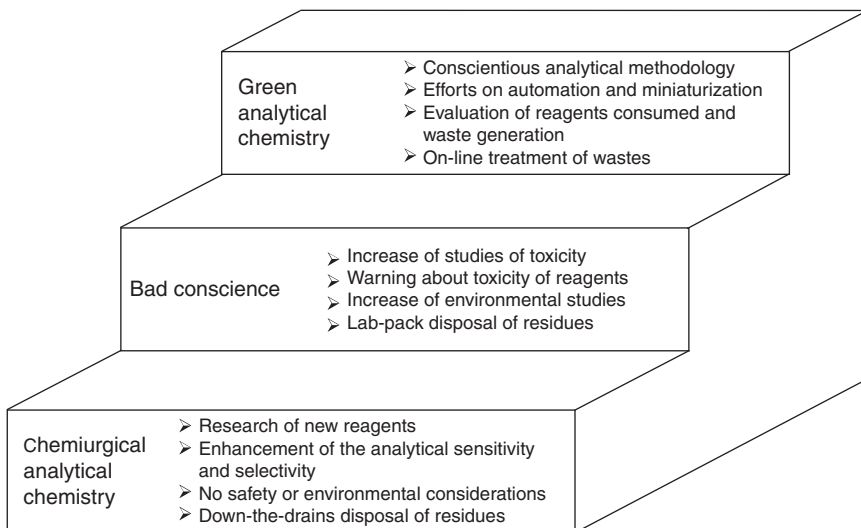 Green
analytical
chemistry
➢ Conscientious analytical methodology
➢ Efforts on automation and miniaturization
➢ Evaluation of reagents consumed and
waste generation
➢ On-line treatment of wastes
Bad conscience
➢ Increase of studies of toxicity
➢ Warning about toxicity of reagents
➢ Increase of environmental studies
➢ Lab-pack disposal of residues
Chemiurgical
analytical
chemistry
➢ Research of new reagents
➢ Enhancement of the analytical sensitivity
and selectivity
➢ No safety or environmental considerations
➢ Down-the-drains disposal of residues